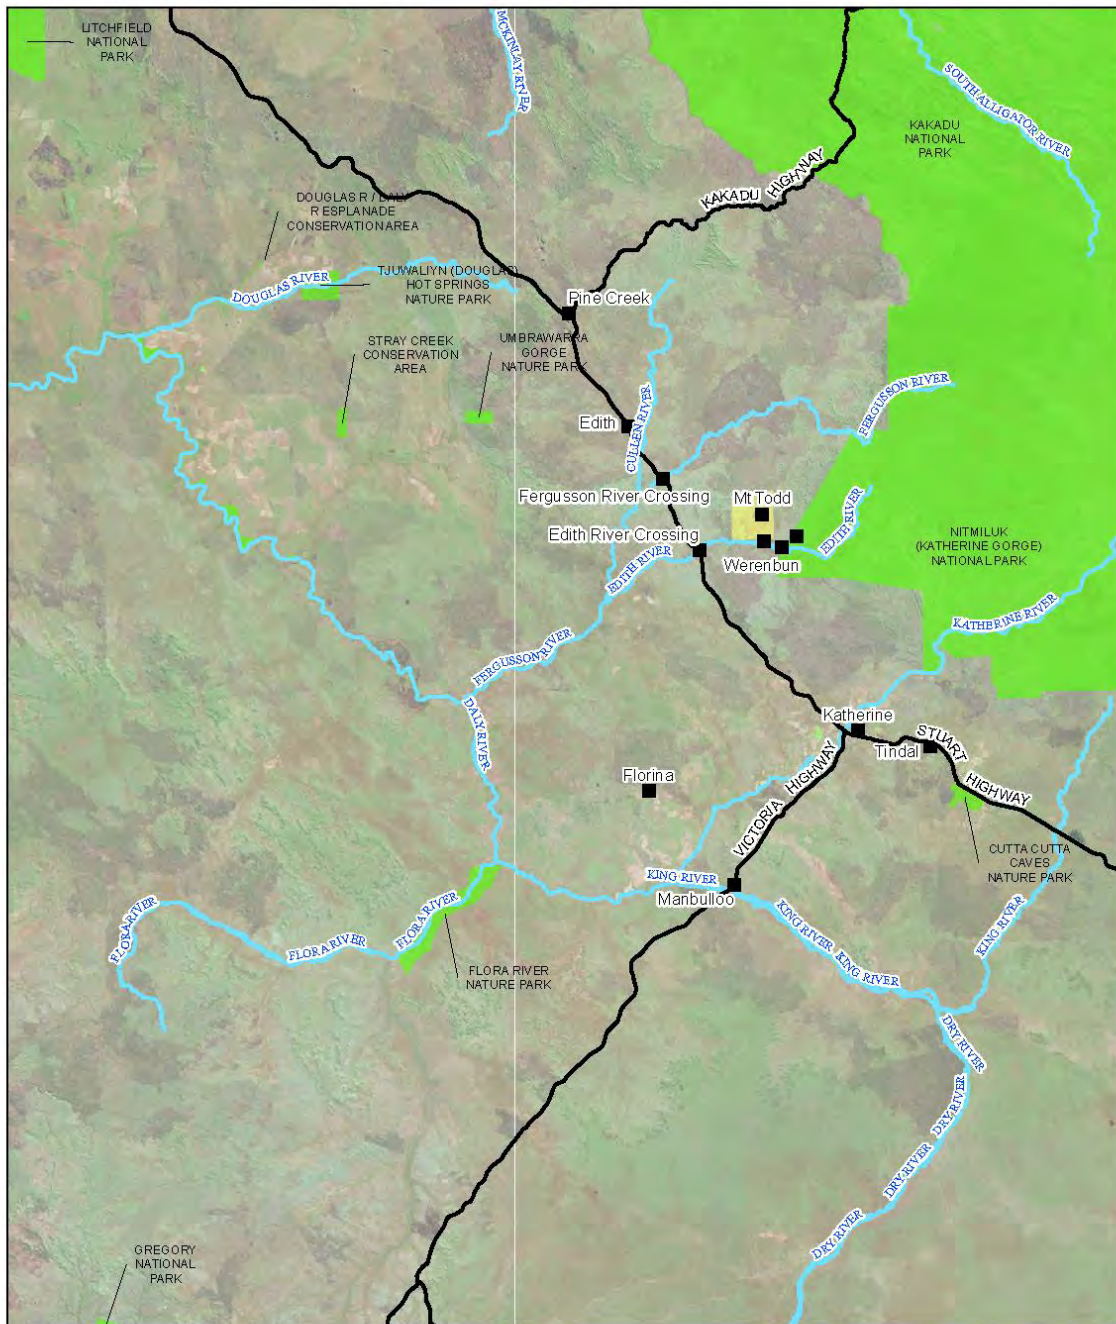 LITCHFIELD
NATIONAL
PARK
MCKINLAY RIVER
SOUTH ALLIGATOR RIVER
KAKADU
NATIONAL
PARK
KAKADU HIGHWAY
DOUGLAS R / DALY
R ESPLANADE
CONSERVATION AREA
DOUGLAS RIVER
TJUWALIYN (DOUGLAS)
HOT SPRINGS
NATURE PARK
Pine Creek
STRAY CREEK
CONSERVATION
AREA
UMBRAWARRA
GORGE
NATURE PARK
FERGUSSON RIVER
CULLEN RIVER
Edith
Fergusson River Crossing
Mt Todd
Edith River Crossing
EDITH RIVER
NITMILUK
(KATHERINE GORGE)
NATIONAL PARK
Werenbun
EDITH RIVER
KATHERINE RIVER
FERGUSSON RIVER
DALY RIVER
Katherine
STUART HIGHWAY
Tindal
Florina
VICTORIA HIGHWAY
CUTTA CUTTA
CAVES
NATURE PARK
KING RIVER
Manbulloo
FLORA RIVER
FLORA RIVER
FLORA RIVER
KING RIVER
KING RIVER
KING RIVER
FLORA RIVER
NATURE PARK
DRY RIVER
DRY RIVER
DRY RIVER
DRY RIVER
GREGORY
NATIONAL
PARK